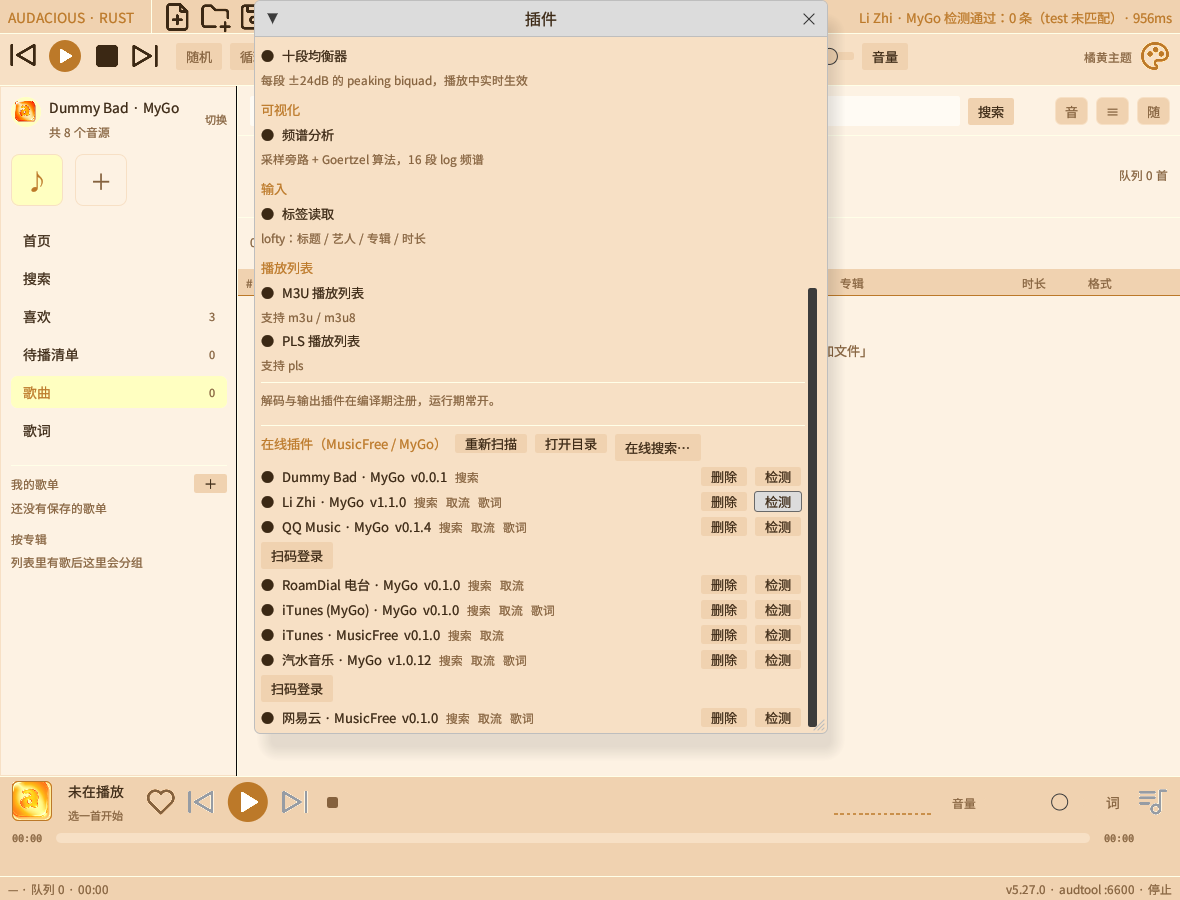 AUDACIOUS · RUST
Li Zhi · MyGo 检测通过：0 条（test 未匹配） · 956ms
随机
音量
橘黄主题
Dummy Bad · MyGo
共 8 个音源
切换
首页
搜索
喜欢 3
待播清单 0
歌曲 0
歌词
我的歌单
还没有保存的歌单
按专辑
列表里有歌后这里会分组
插件
十段均衡器
每段 ±24dB 的 peaking biquad，播放中实时生效
可视化
频谱分析
采样旁路 + Goertzel 算法，16 段 log 频谱
输入
标签读取
lofty：标题 / 艺人 / 专辑 / 时长
播放列表
M3U 播放列表
支持 m3u / m3u8
PLS 播放列表
支持 pls
解码与输出插件在编译期注册，运行期常开。
在线插件（MusicFree / MyGo） 重新扫描 打开目录 在线搜索…
Dummy Bad · MyGo v0.0.1 搜索 删除 检测
Li Zhi · MyGo v1.1.0 搜索 取流 歌词 删除 检测
QQ Music · MyGo v0.1.4 搜索 取流 歌词 删除 检测
扫码登录
RoamDial 电台 · MyGo v0.1.0 搜索 取流 删除 检测
iTunes (MyGo) · MyGo v0.1.0 搜索 取流 歌词 删除 检测
iTunes · MusicFree v0.1.0 搜索 取流 删除 检测
汽水音乐 · MyGo v1.0.12 搜索 取流 歌词 删除 检测
扫码登录
网易云 · MusicFree v0.1.0 搜索 取流 歌词 删除 检测
搜索 音 随
队列 0 首
# 专辑 时长 格式
文件」
未在播放
选一首开始
音量
词
00:00 00:00
— · 队列 0 · 00:00
v5.27.0 · audtool :6600 · 停止